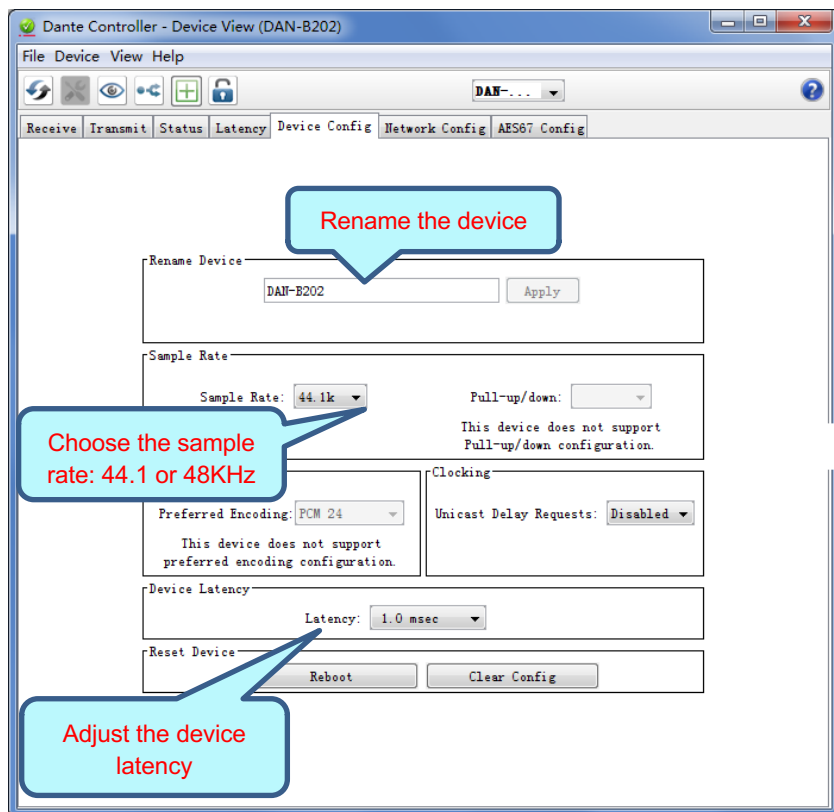 Dante Controller - Device View (DAN-B202)
File Device View Help
DAN-...
Receive Transmit Status Latency Device Config Network Config AES67 Config
Rename the device
Rename Device
DAN-B202 Apply
Sample Rate
Sample Rate: 44.1k Pull-up/down:
This device does not support
Pull-up/down configuration.
Choose the sample
rate: 44.1 or 48KHz
Clocking
Preferred Encoding: PCM 24 Unicast Delay Requests: Disabled
This device does not support
preferred encoding configuration.
Device Latency
Latency: 1.0 msec
Reset Device
Reboot Clear Config
Adjust the device
latency